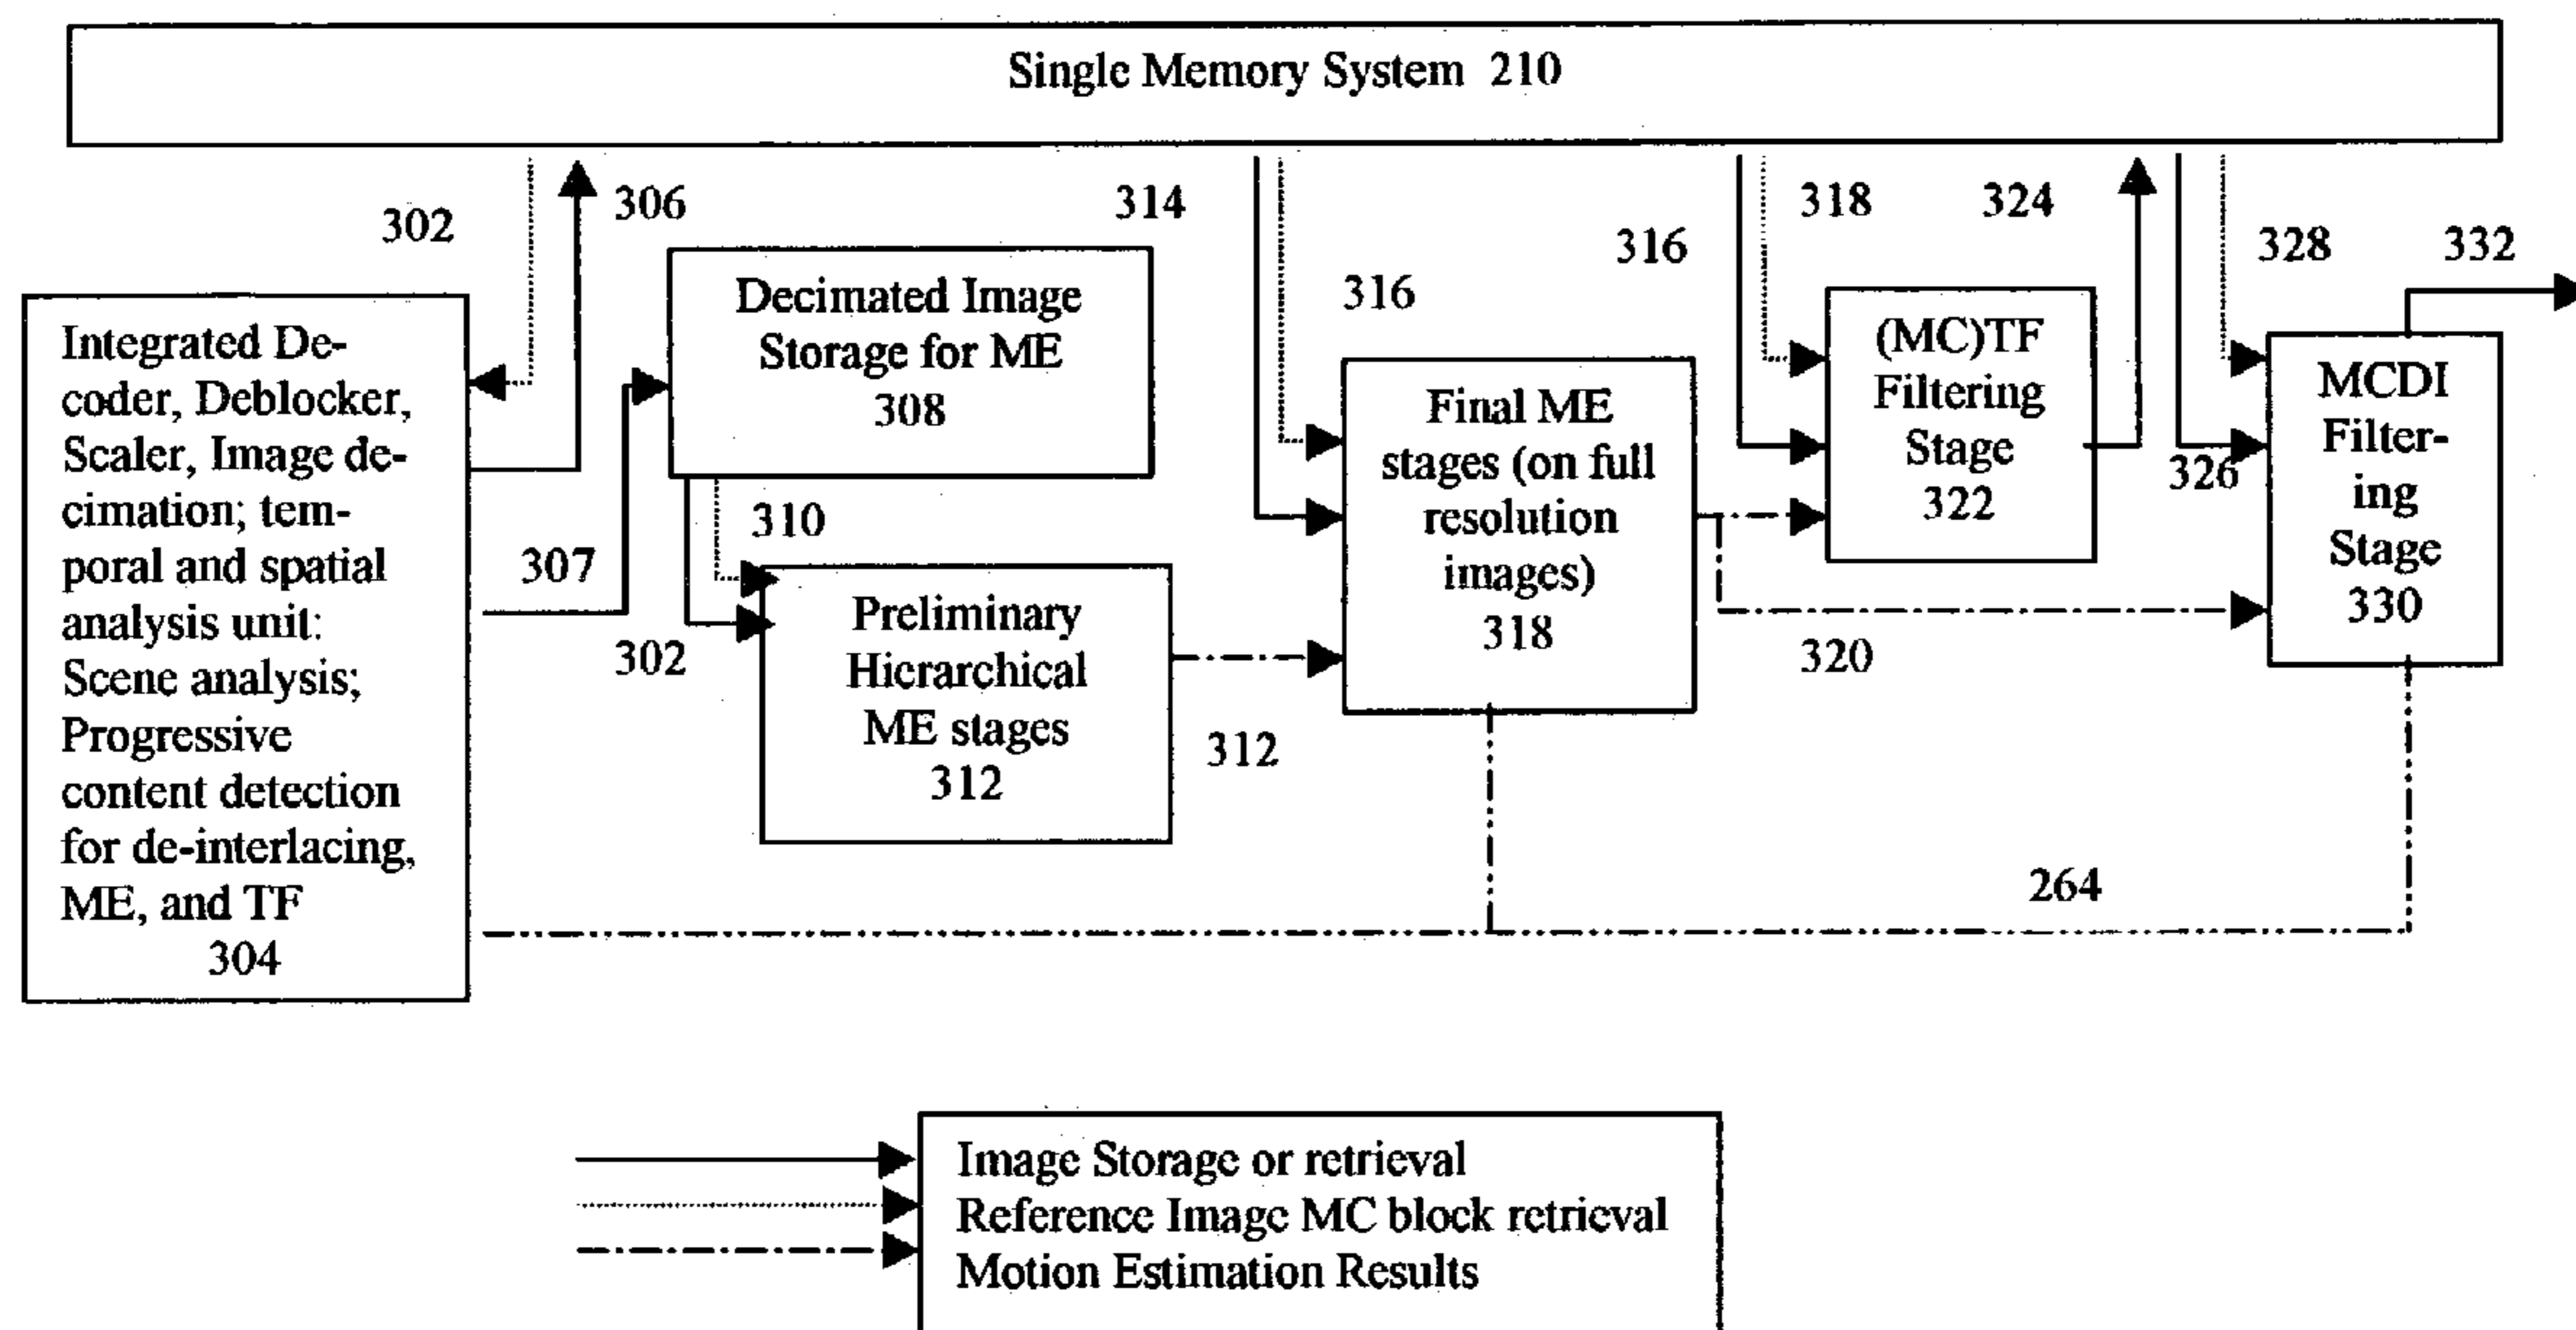 Single Memory System 210
302
306
314
316
318
324
316
328
332
Integrated De-
coder, Deblocker,
Scaler, Image de-
cimation; tem-
poral and spatial
analysis unit:
Scene analysis;
Progressive
content detection
for de-interlacing,
ME, and TF
304
Decimated Image
Storage for ME
308
307
310
302
Preliminary
Hierarchical
ME stages
312
312
Final ME
stages (on full
resolution
images)
318
320
(MC)TF
Filtering
Stage
322
326
MCDI
Filter-
ing
Stage
330
264
Image Storage or retrieval
Reference Image MC block retrieval
Motion Estimation Results